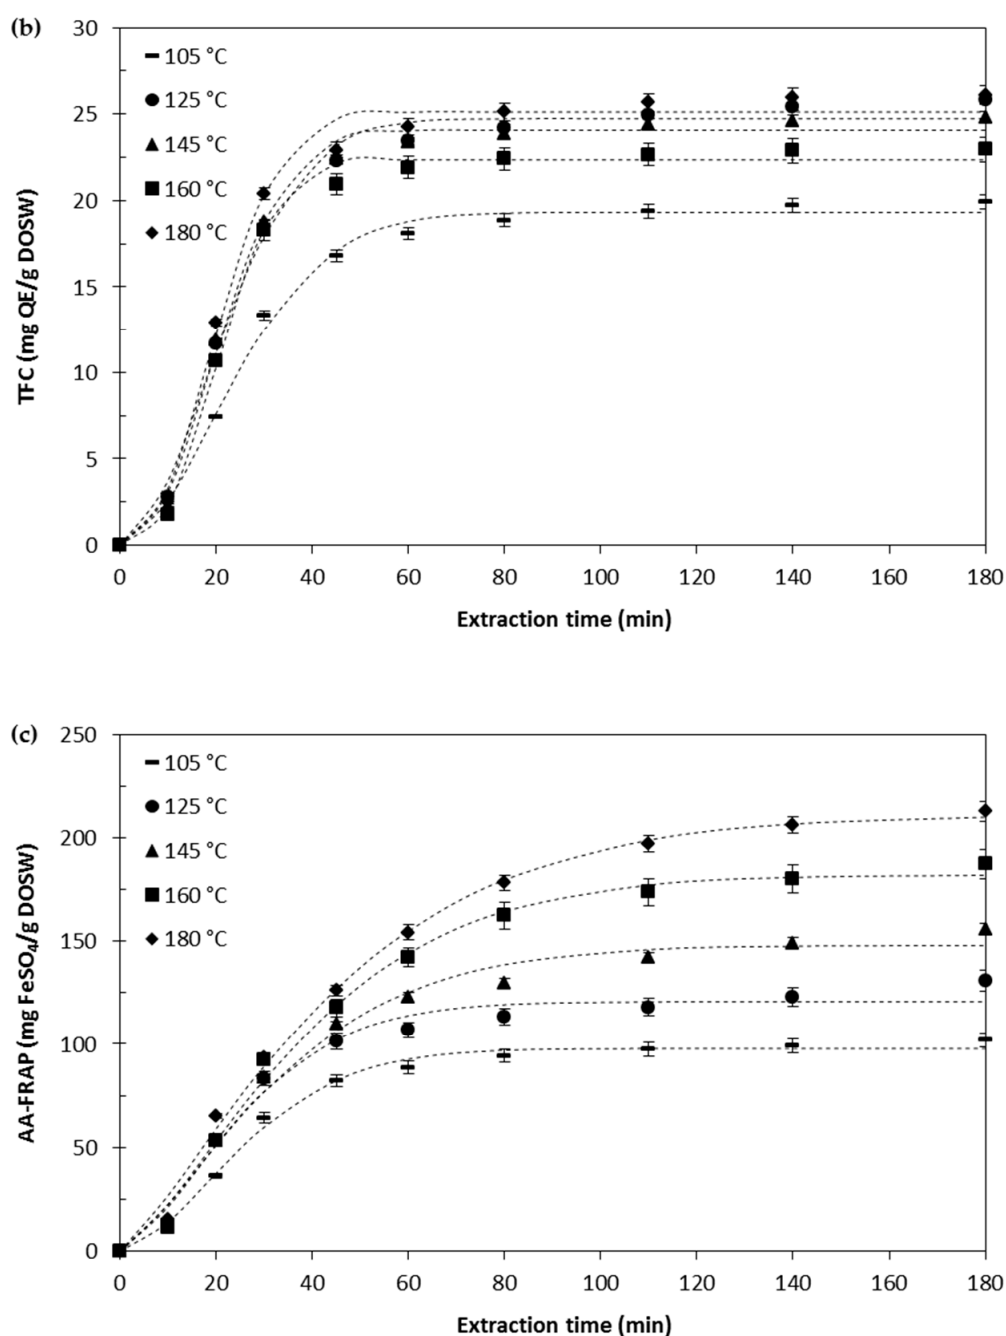 (b)
30
25
20
15
10
5
0
TFC (mg QE/g DOSW)
105 °C
125 °C
145 °C
160 °C
180 °C
0 20 40 60 80 100 120 140 160 180
Extraction time (min)
(c)
250
200
150
100
50
0
AA-FRAP (mg FeSO₄/g DOSW)
105 °C
125 °C
145 °C
160 °C
180 °C
0 20 40 60 80 100 120 140 160 180
Extraction time (min)